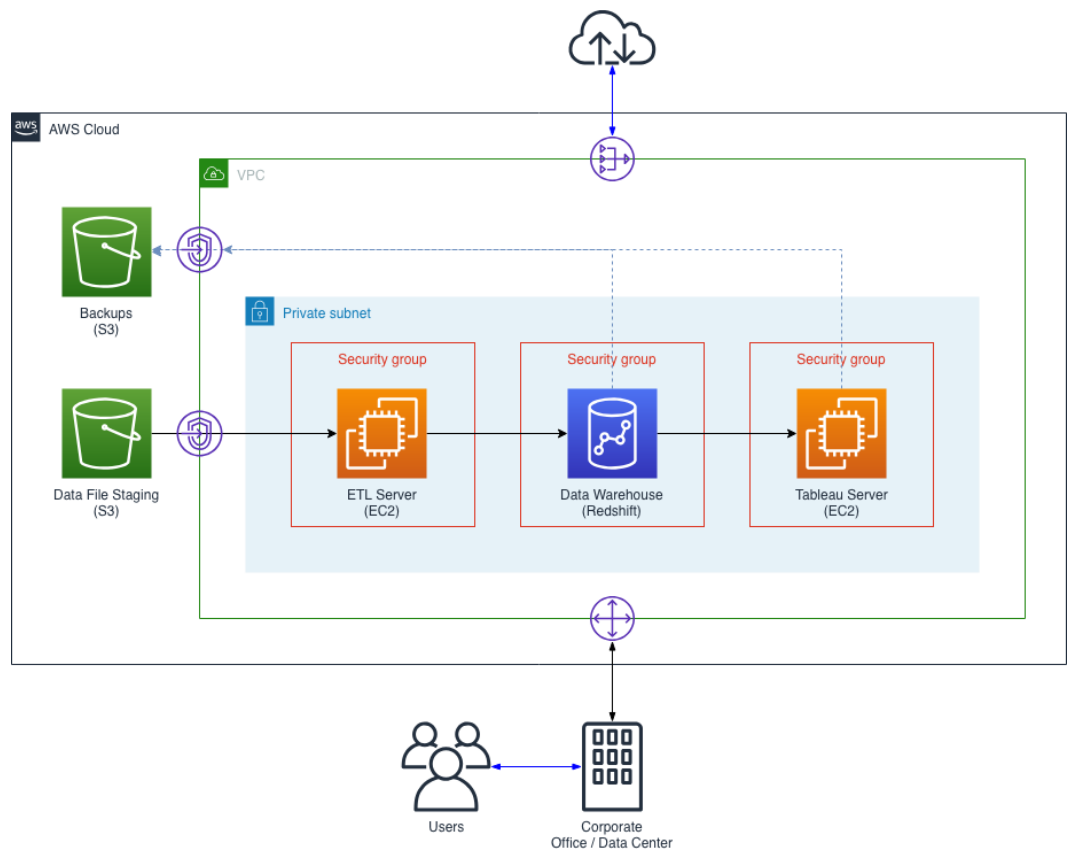 aws
AWS Cloud
VPC
Backups
(S3)
Private subnet
Security group
Security group
Security group
Data File Staging
(S3)
ETL Server
(EC2)
Data Warehouse
(Redshift)
Tableau Server
(EC2)
Users
Corporate
Office / Data Center